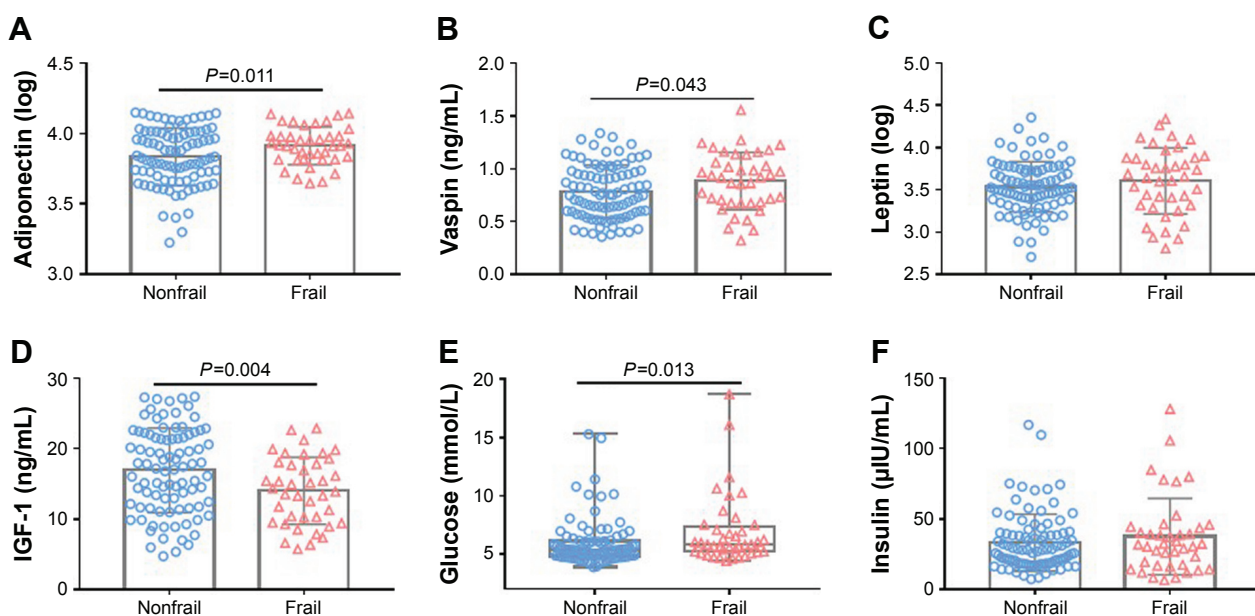 A
Adiponectin (log)
4.5
4.0
3.5
3.0
P=0.011
Nonfrail
Frail
B
Vaspin (ng/mL)
2.0
1.5
1.0
0.5
0.0
P=0.043
Nonfrail
Frail
C
Leptin (log)
5.0
4.5
4.0
3.5
3.0
2.5
Nonfrail
Frail
D
IGF-1 (ng/mL)
30
20
10
0
P=0.004
Nonfrail
Frail
E
Glucose (mmol/L)
20
15
10
5
P=0.013
Nonfrail
Frail
F
Insulin (µIU/mL)
150
100
50
0
Nonfrail
Frail